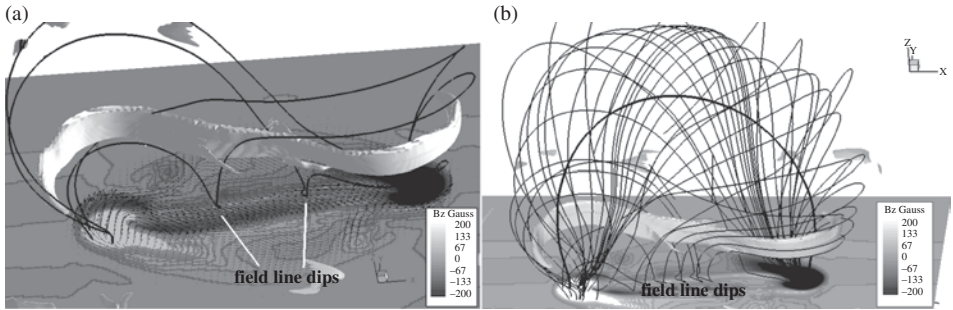 (a)
field line dips
Bz Gauss
200
133
67
0
−67
−133
−200
(b)
Z
Y
X
field line dips
Bz Gauss
200
133
67
0
−67
−133
−200